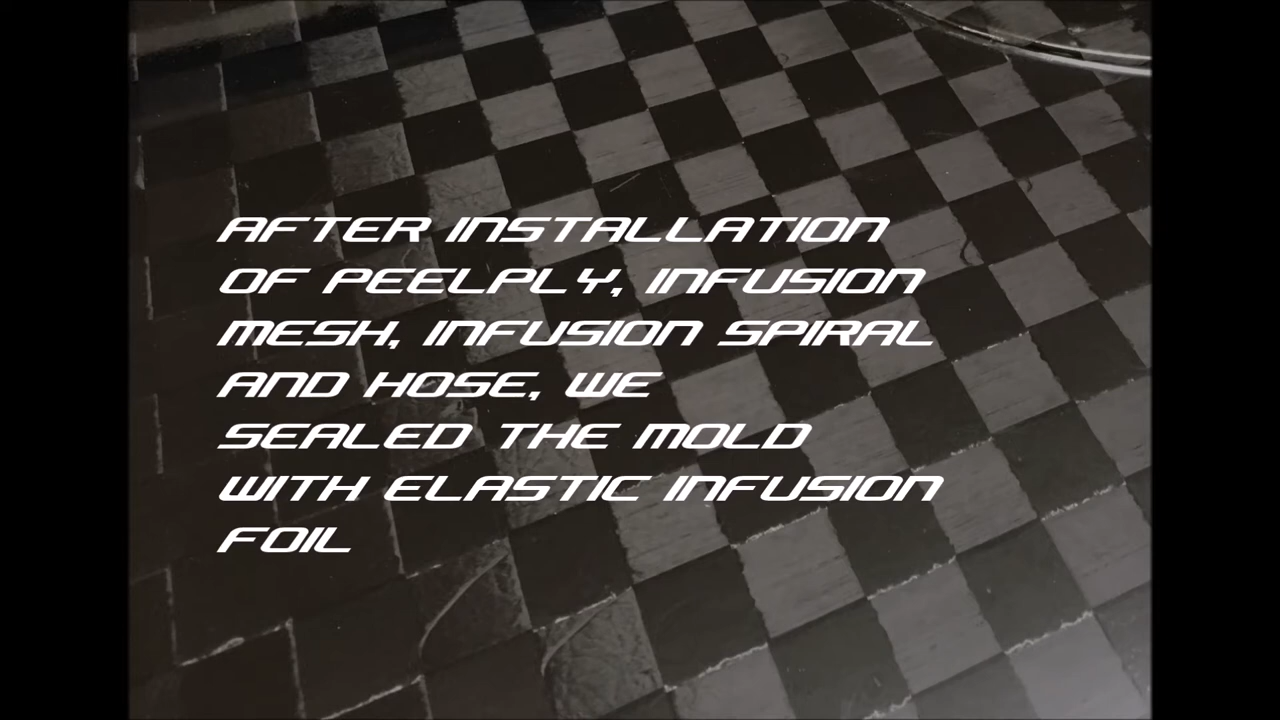 AFTER INSTALLATION
OF PEELPLY, INFUSION
MESH, INFUSION SPIRAL
AND HOSE, WE
SEALED THE MOLD
WITH ELASTIC INFUSION
FOIL